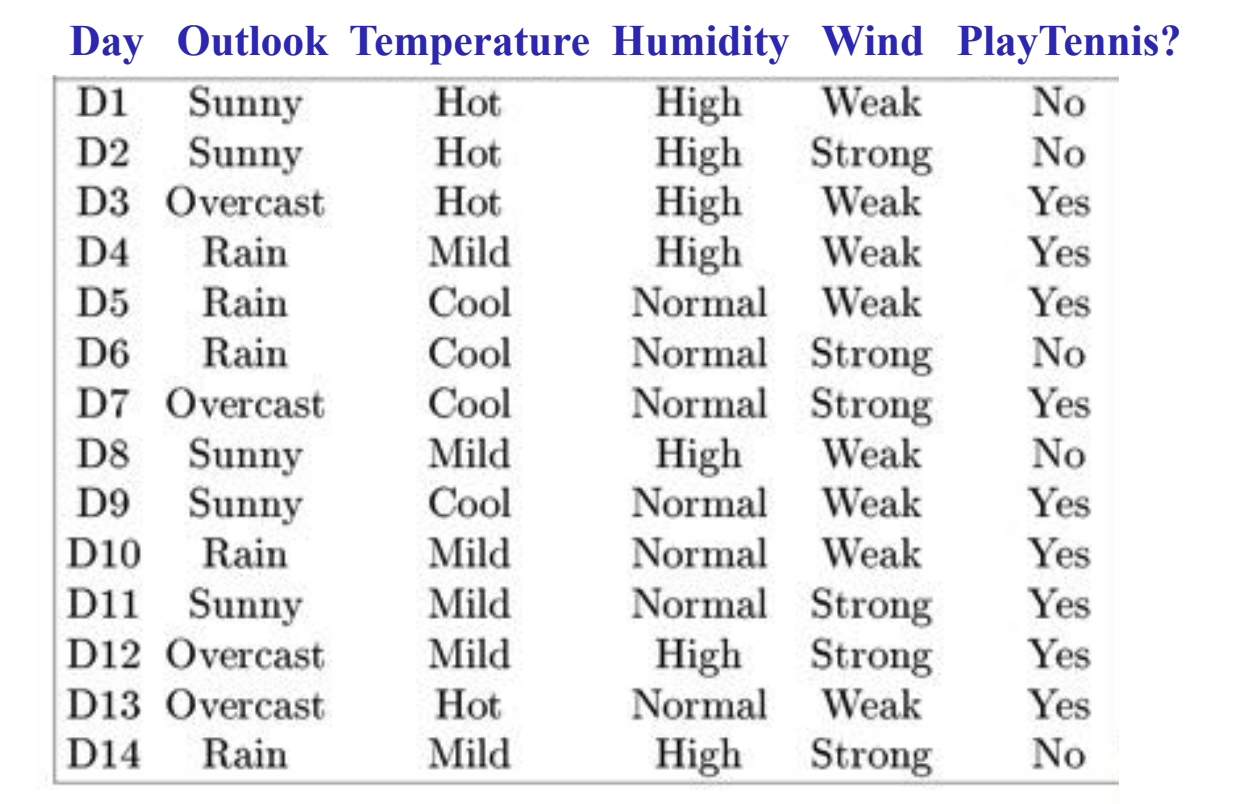 Day Outlook Temperature Humidity Wind PlayTennis?
D1 Sunny Hot High Weak No
D2 Sunny Hot High Strong No
D3 Overcast Hot High Weak Yes
D4 Rain Mild High Weak Yes
D5 Rain Cool Normal Weak Yes
D6 Rain Cool Normal Strong No
D7 Overcast Cool Normal Strong Yes
D8 Sunny Mild High Weak No
D9 Sunny Cool Normal Weak Yes
D10 Rain Mild Normal Weak Yes
D11 Sunny Mild Normal Strong Yes
D12 Overcast Mild High Strong Yes
D13 Overcast Hot Normal Weak Yes
D14 Rain Mild High Strong No